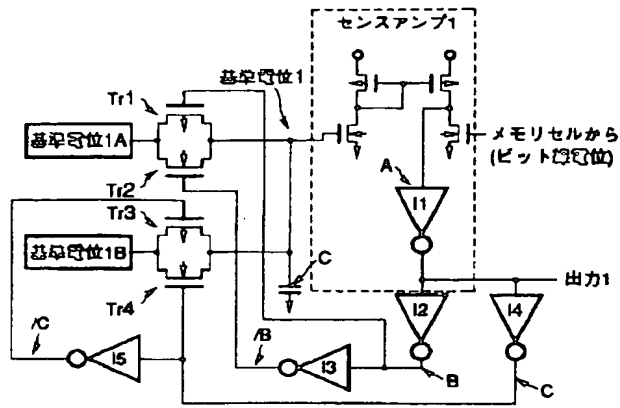 センスアンプ1
基準電位1
Tr1
基準電位1A
メモリセルから
(ビット線電位)
A
I1
Tr2
Tr3
基準電位1B
C
出力1
Tr4
I2
I4
/C
/B
I5
I3
B
C